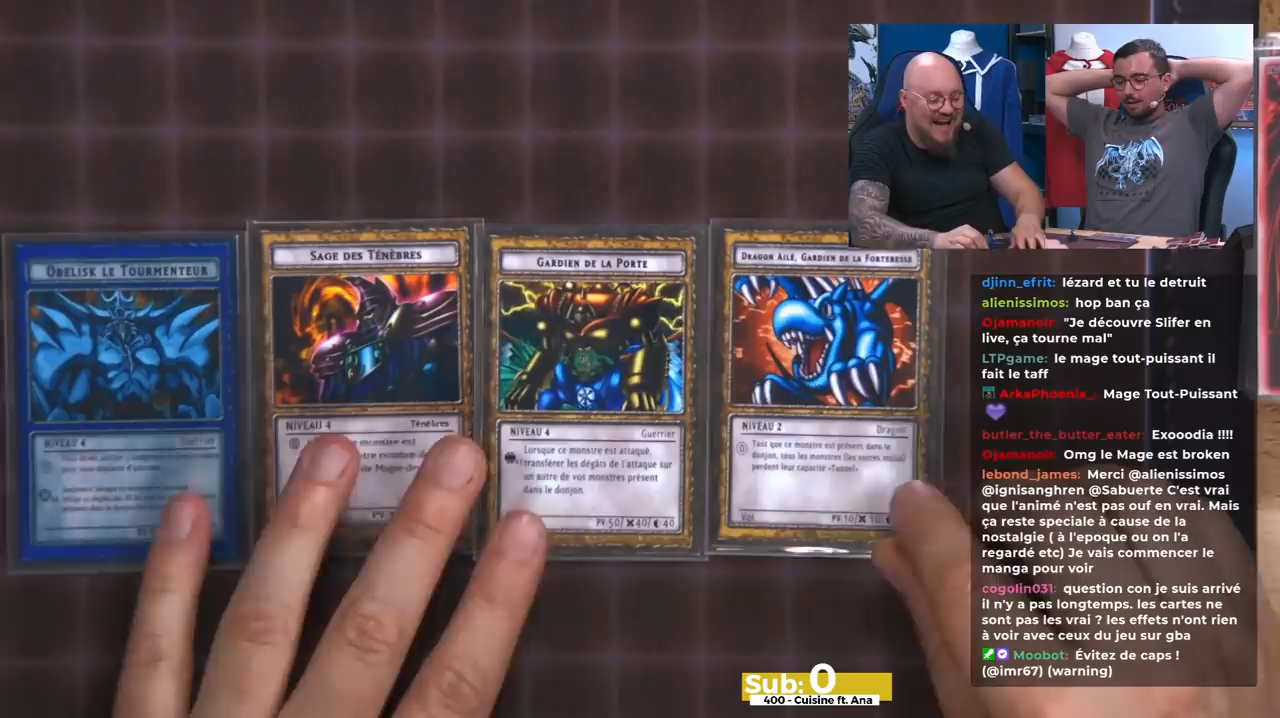 OBELISK LE TOURMENTEUR
NIVEAU 4
Guerrier
SAGE DES TÉNÈBRES
NIVEAU 4
Ténèbres
monstre est
GARDIEN DE LA PORTE
NIVEAU 4
Guerrier
Lorsque ce monstre est attaqué,
transférer les dégâts de l'attaque sur
un autre de vos monstres présent
dans le donjon.
PV 50/ 40/ 40
DRAGON AILÉ, GARDIEN DE LA FORTERESSE
NIVEAU 2
Dragon
Tant que ce monstre est présent dans le
donjon, tous les monstres (les votres inclus)
perdent leur capacité «Tunnel».
Vol
PV 10/ 10/
djinn_efrit: lézard et tu le detruit
alienissimos: hop ban ça
Ojamanoir: "Je découvre Slifer en
live, ça tourne mal"
LTPgame: le mage tout-puissant il
fait le taff
ArkaPhoenix_: Mage Tout-Puissant
butler_the_butter_eater: Exooodia !!!!
Ojamanoir: Omg le Mage est broken
lebond_james: Merci @alienissimos
@ignisanghren @Sabuerte C'est vrai
que l'animé n'est pas ouf en vrai. Mais
ça reste speciale à cause de la
nostalgie ( à l'epoque ou on l'a
regardé etc) Je vais commencer le
manga pour voir
cogolin031: question con je suis arrivé
il n'y a pas longtemps. les cartes ne
sont pas les vrai ? les effets n'ont rien
à voir avec ceux du jeu sur gba
Moobot: Évitez de caps !
(@imr67) (warning)
Sub: 0
400 - Cuisine ft. Ana